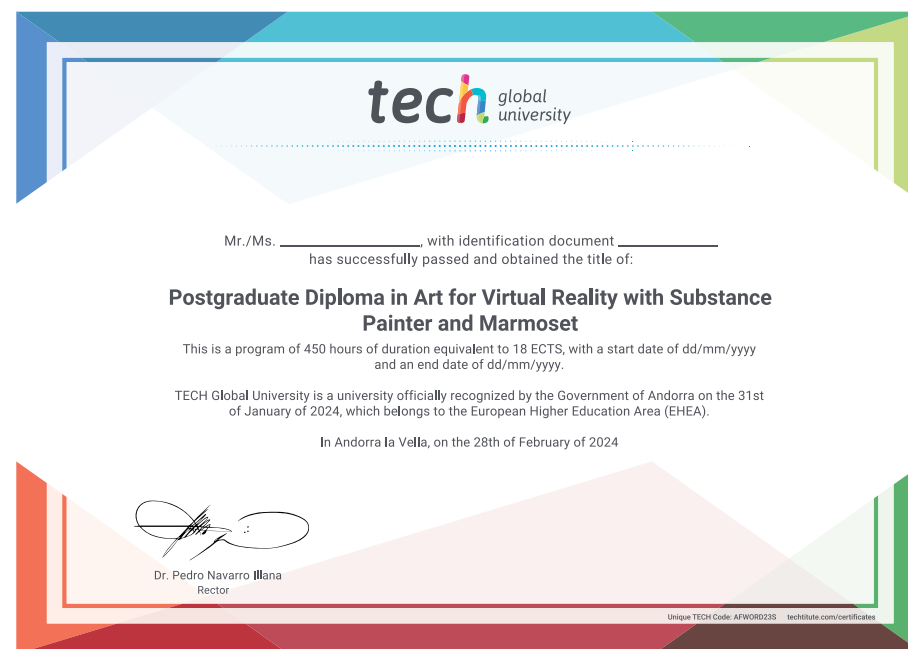 tech global
university
Mr./Ms. ____________________, with identification document ______________
has successfully passed and obtained the title of:
Postgraduate Diploma in Art for Virtual Reality with Substance
Painter and Marmoset
This is a program of 450 hours of duration equivalent to 18 ECTS, with a start date of dd/mm/yyyy
and an end date of dd/mm/yyyy.
TECH Global University is a university officially recognized by the Government of Andorra on the 31st
of January of 2024, which belongs to the European Higher Education Area (EHEA).
In Andorra la Vella, on the 28th of February of 2024
Dr. Pedro Navarro Illana
Rector
Unique TECH Code: AFWORD23S techtitute.com/certificates